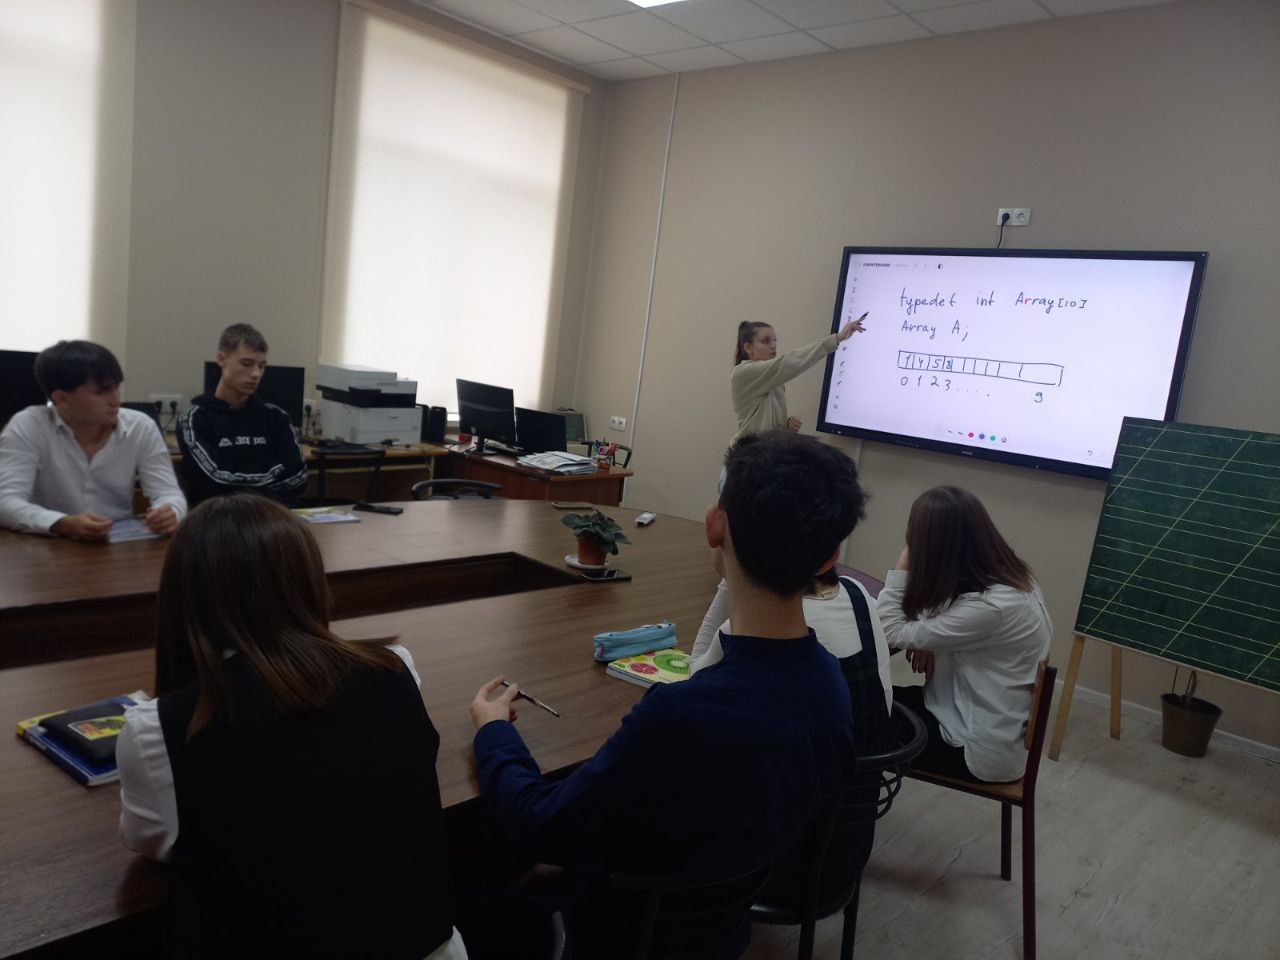 typedef int Array[10]
Array A;
1 4 5 8
0 1 2 3 . . . . 9